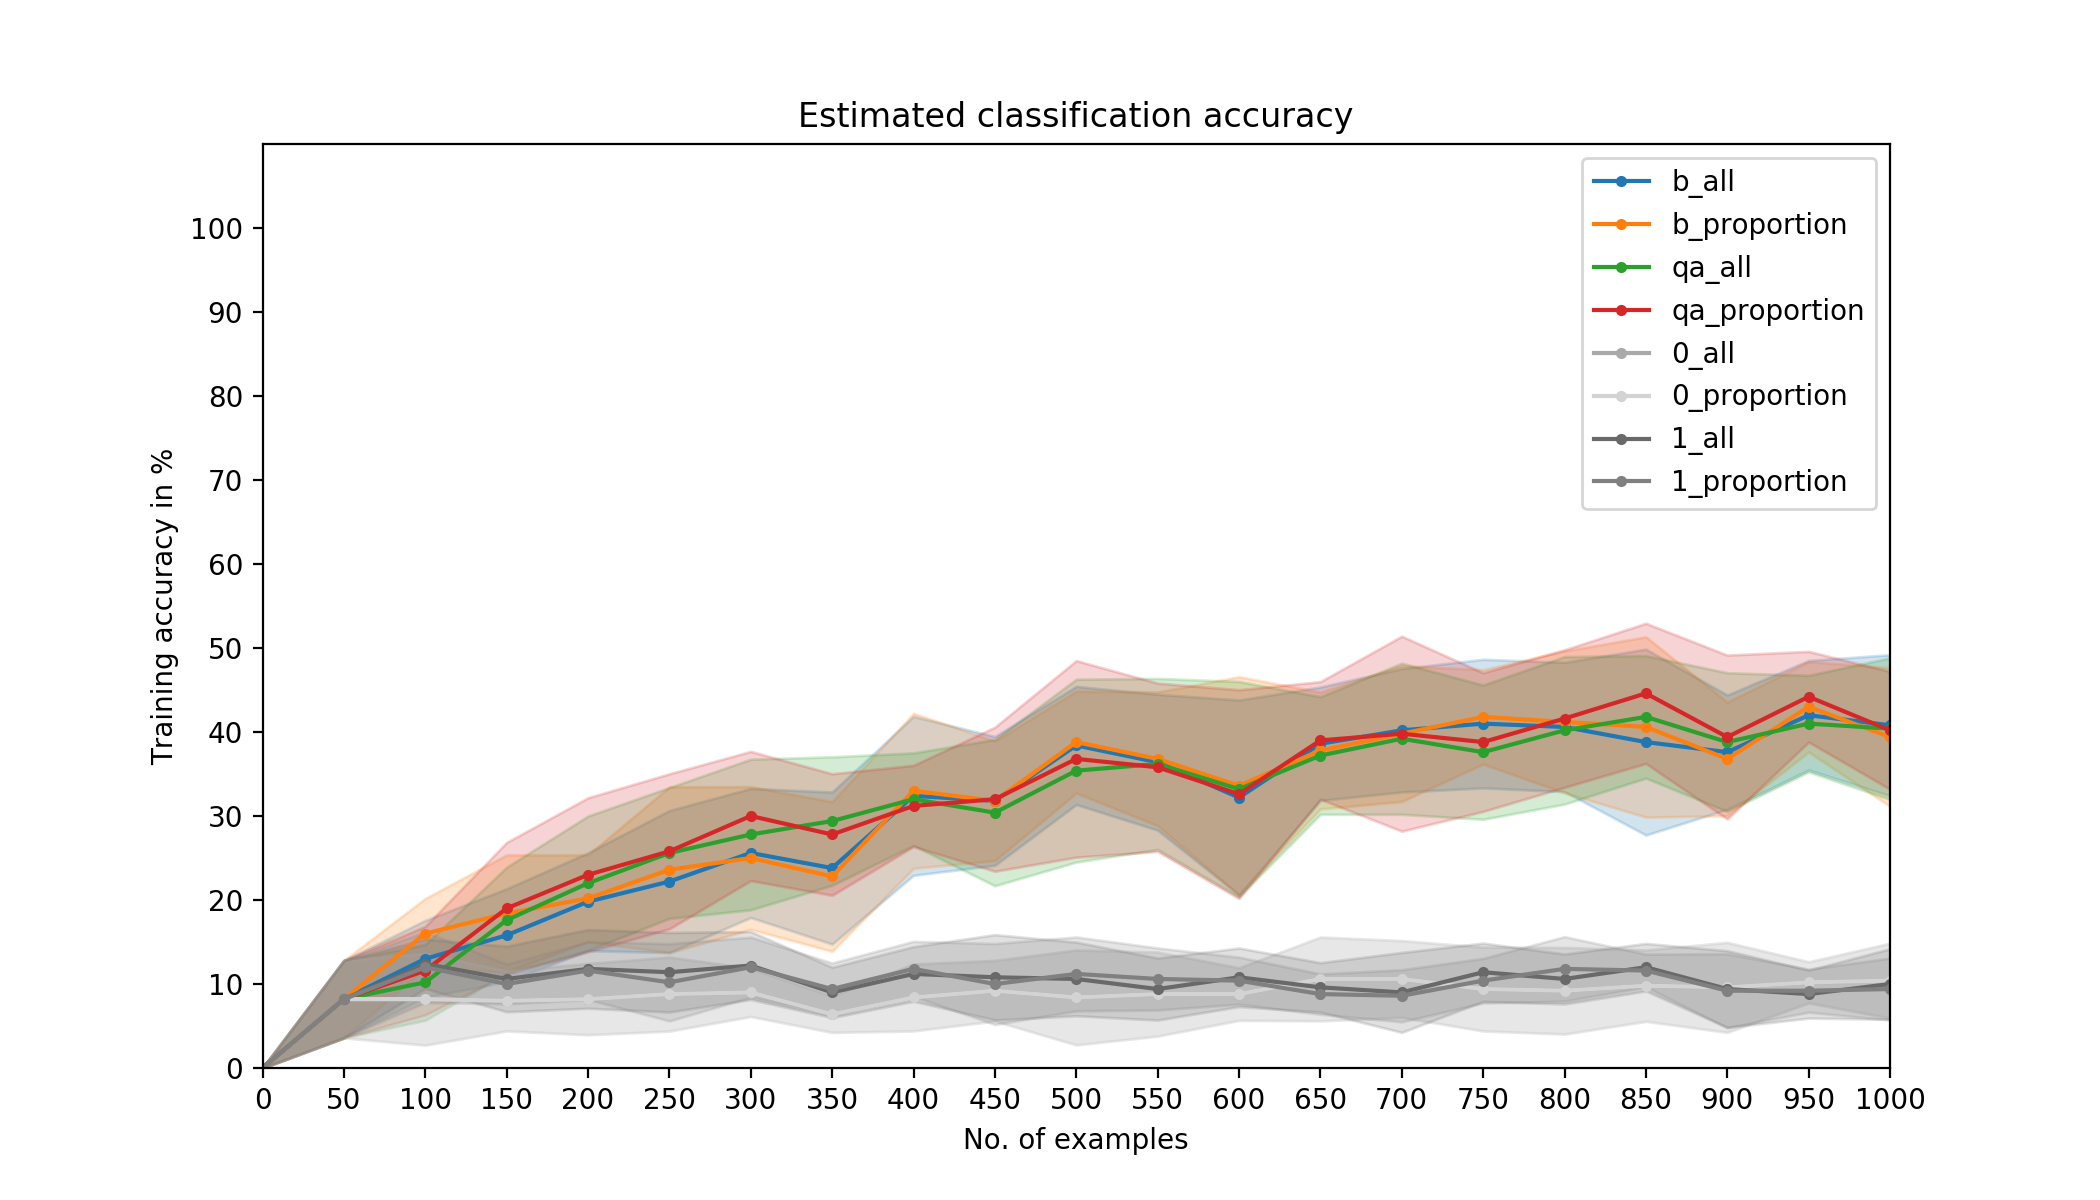 Estimated classification accuracy
Training accuracy in %
100
90
80
70
60
50
40
30
20
10
0
b_all
b_proportion
qa_all
qa_proportion
0_all
0_proportion
1_all
1_proportion
0 50 100 150 200 250 300 350 400 450 500 550 600 650 700 750 800 850 900 950 1000
No. of examples